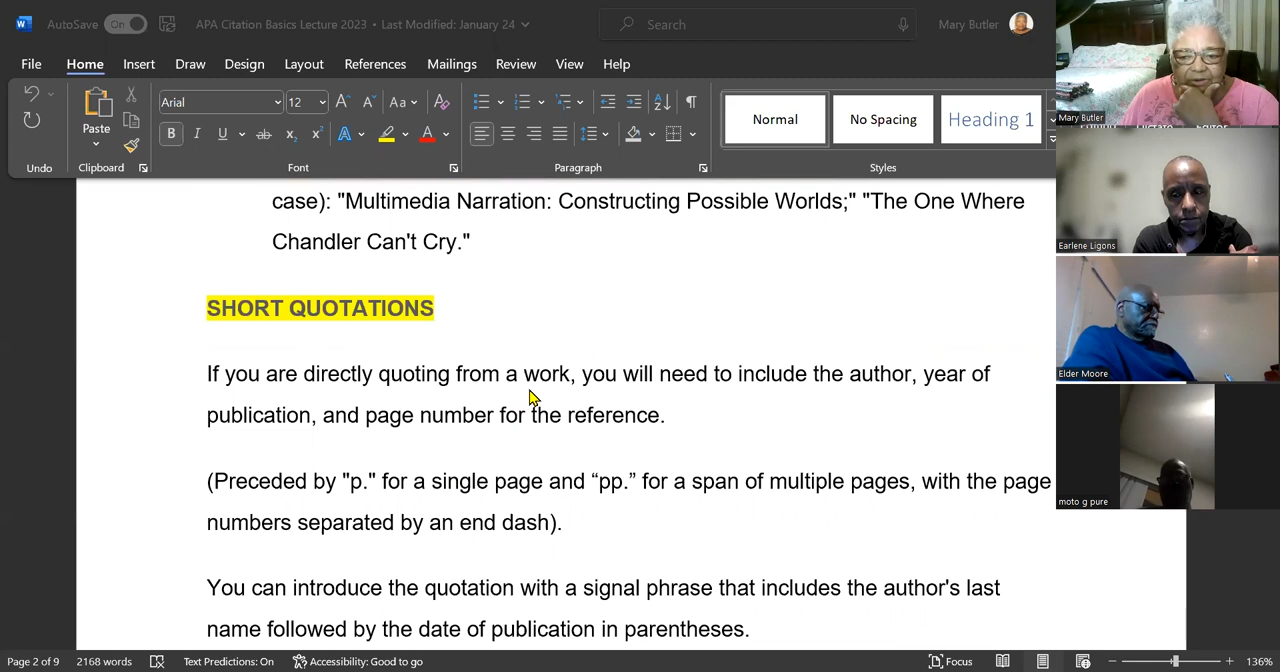 AutoSave On APA Citation Basics Lecture 2023 • Last Modified: January 24 Search Mary Butler
File Home Insert Draw Design Layout References Mailings Review View Help
Arial 12 Aa
Paste B I U ab x₂ x² A A
Normal No Spacing Heading 1
Undo Clipboard Font Paragraph Styles
Mary Butler
case): "Multimedia Narration: Constructing Possible Worlds;" "The One Where
Chandler Can't Cry."
Earlene Ligons
SHORT QUOTATIONS
If you are directly quoting from a work, you will need to include the author, year of
Elder Moore
publication, and page number for the reference.
(Preceded by "p." for a single page and “pp.” for a span of multiple pages, with the page
moto g pure
numbers separated by an end dash).
You can introduce the quotation with a signal phrase that includes the author's last
name followed by the date of publication in parentheses.
Page 2 of 9 2168 words Text Predictions: On Accessibility: Good to go Focus 136%